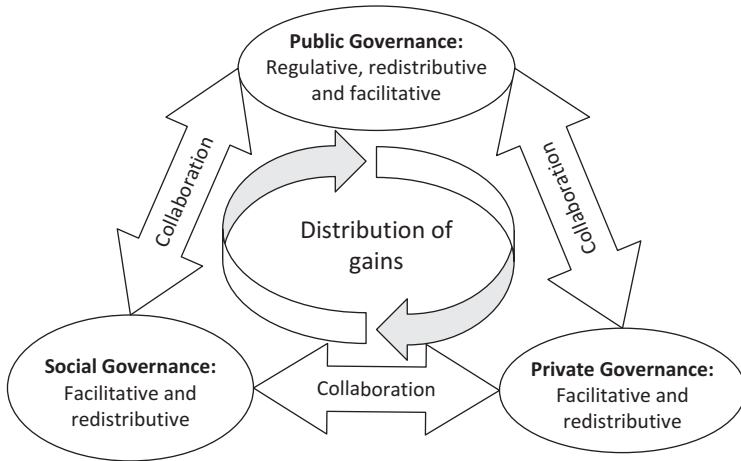 Public Governance:
Regulative, redistributive
and facilitative
Collaboration
Collaboration
Distribution of
gains
Social Governance:
Facilitative and
redistributive
Collaboration
Private Governance:
Facilitative and
redistributive